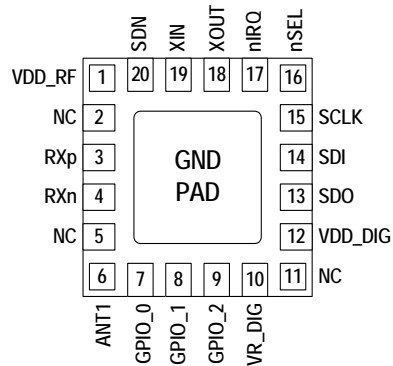 SDN
XIN
XOUT
nIRQ
nSEL
VDD_RF 1 20 19 18 17 16
NC 2 15 SCLK
RXp 3 14 SDI
RXn 4 13 SDO
NC 5 12 VDD_DIG
GND
PAD
6 7 8 9 10 11 NC
ANT1
GPIO_0
GPIO_1
GPIO_2
VR_DIG